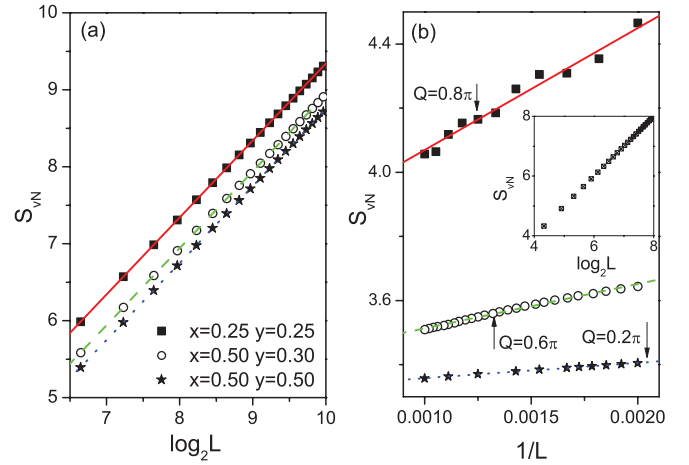 (a)
10
9
8
7
6
5
S_vN
7
8
9
10
log₂L
x=0.25 y=0.25
x=0.50 y=0.30
x=0.50 y=0.50
(b)
4.4
4.0
3.6
S_vN
Q=0.8π
Q=0.6π
Q=0.2π
8
6
4
S_vN
4
6
8
log₂L
0.0010
0.0015
0.0020
1/L